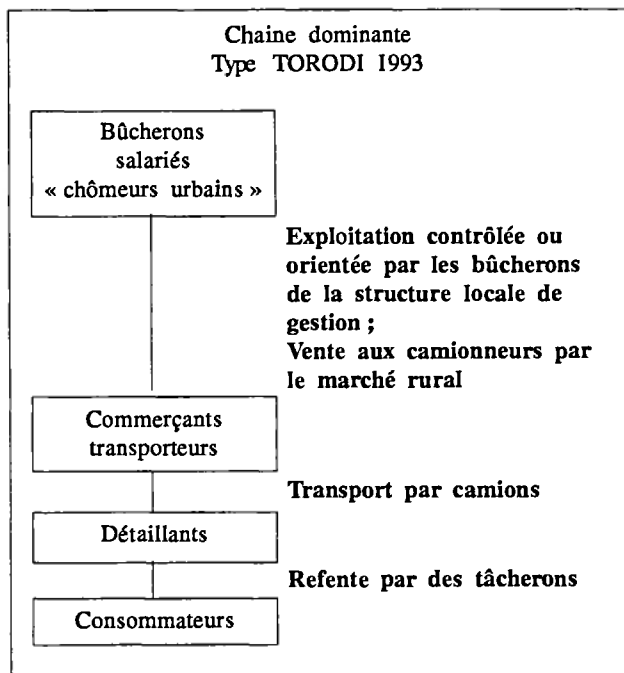 Chaine dominante
Type TORODI 1993
Bûcherons
salariés
« chômeurs urbains »
Exploitation contrôlée ou
orientée par les bûcherons
de la structure locale de
gestion ;
Vente aux camionneurs par
le marché rural
Commerçants
transporteurs
Transport par camions
Détaillants
Refente par des tâcherons
Consommateurs